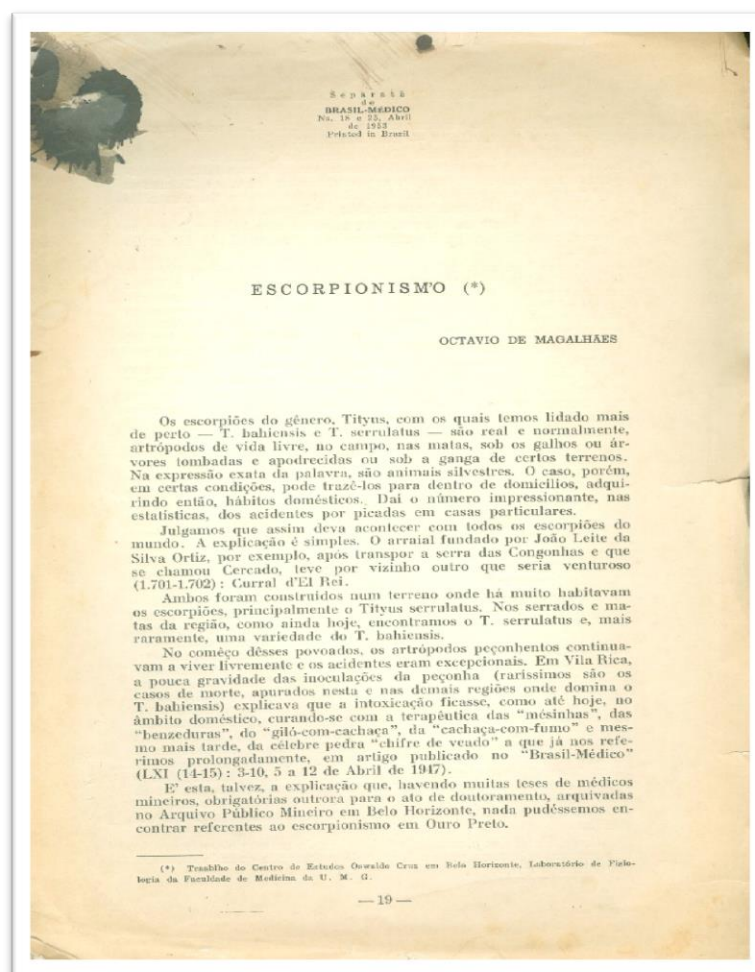 Separata
de
BRASIL-MÉDICO
Ns. 18 e 25, Abril
de 1953
Printed in Brasil
ESCORPIONISMO (*)
OCTAVIO DE MAGALHÃES
Os escorpiões do gênero, Tityus, com os quais temos lidado mais
de perto — T. bahiensis e T. serrulatus — são real e normalmente,
artrópodos de vida livre, no campo, nas matas, sob os galhos ou ár-
vores tombadas e apodrecidas ou sob a ganga de certos terrenos.
Na expressão exata da palavra, são animais silvestres. O caso, porém,
em certas condições, pode trazê-los para dentro de domicílios, adqui-
rindo então, hábitos domésticos. Daí o número impressionante, nas
estatísticas, dos acidentes por picadas em casas particulares.
Julgamos que assim deva acontecer com todos os escorpiões do
mundo. A explicação é simples. O arraial fundado por João Leite da
Silva Ortiz, por exemplo, após transpor a serra das Congonhas e que
se chamou Cercado, teve por vizinho outro que seria venturoso
(1.701-1.702): Curral d'El Rei.
Ambos foram construidos num terreno onde há muito habitavam
os escorpiões, principalmente o Tityus serrulatus. Nos serrados e ma-
tas da região, como ainda hoje, encontramos o T. serrulatus e, mais
raramente, uma variedade do T. bahiensis.
No comêço dêsses povoados, os artrópodos peçonhentos continua-
vam a viver livremente e os acidentes eram excepcionais. Em Vila Rica,
a pouca gravidade das inoculações da peçonha (raríssimos são os
casos de morte, apurados nesta e nas demais regiões onde domina o
T. bahiensis) explicava que a intoxicação ficasse, como até hoje, no
âmbito doméstico, curando-se com a terapêutica das "mésinhas", das
"benzeduras", do "giló-com-cachaça", da "cachaça-com-fumo" e mes-
mo mais tarde, da célebre pedra "chifre de veado" a que já nos refe-
rimos prolongadamente, em artigo publicado no "Brasil-Médico"
(LXI (14-15): 3-10, 5 a 12 de Abril de 1947).
E' esta, talvez, a explicação que, havendo muitas teses de médicos
mineiros, obrigatórias outrora para o ato de doutoramento, arquivadas
no Arquivo Público Mineiro em Belo Horizonte, nada pudéssemos en-
contrar referentes ao escorpionismo em Ouro Preto.
(*) Traablho do Centro de Estudos Oswaldo Cruz em Belo Horizonte, Laboratório de Fisio-
logia da Faculdade de Medicina da U. M. G.
— 19 —